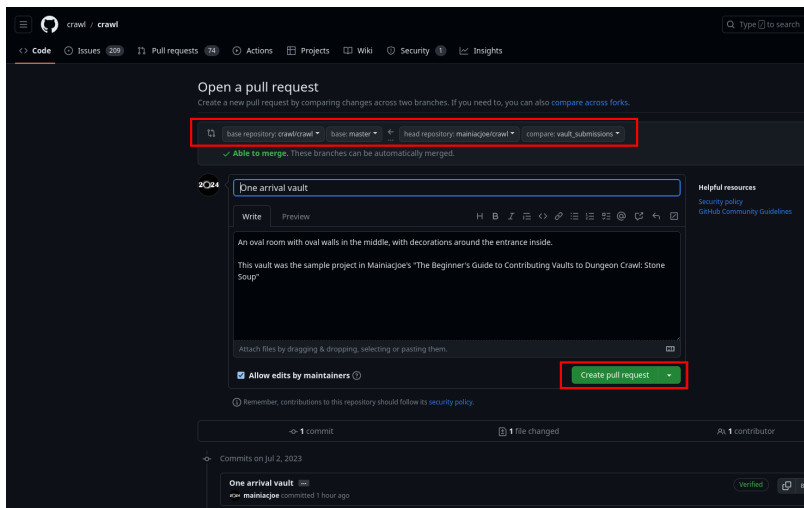 crawl / crawl
Type / to search
<> Code Issues 209 Pull requests 74 Actions Projects Wiki Security 1 Insights
Open a pull request
Create a new pull request by comparing changes across two branches. If you need to, you can also compare across forks.
base repository: crawl/crawl base: master ← head repository: mainiacjoe/crawl compare: vault_submissions
✓ Able to merge. These branches can be automatically merged.
2024
One arrival vault
Helpful resources
Security policy
GitHub Community Guidelines
Write Preview
An oval room with oval walls in the middle, with decorations around the entrance inside.
This vault was the sample project in MainiacJoe's "The Beginner's Guide to Contributing Vaults to Dungeon Crawl: Stone
Soup"
Attach files by dragging & dropping, selecting or pasting them.
Allow edits by maintainers
Create pull request
Remember, contributions to this repository should follow its security policy.
1 commit
1 file changed
1 contributor
Commits on Jul 2, 2023
One arrival vault
Verified
mainiacjoe committed 1 hour ago